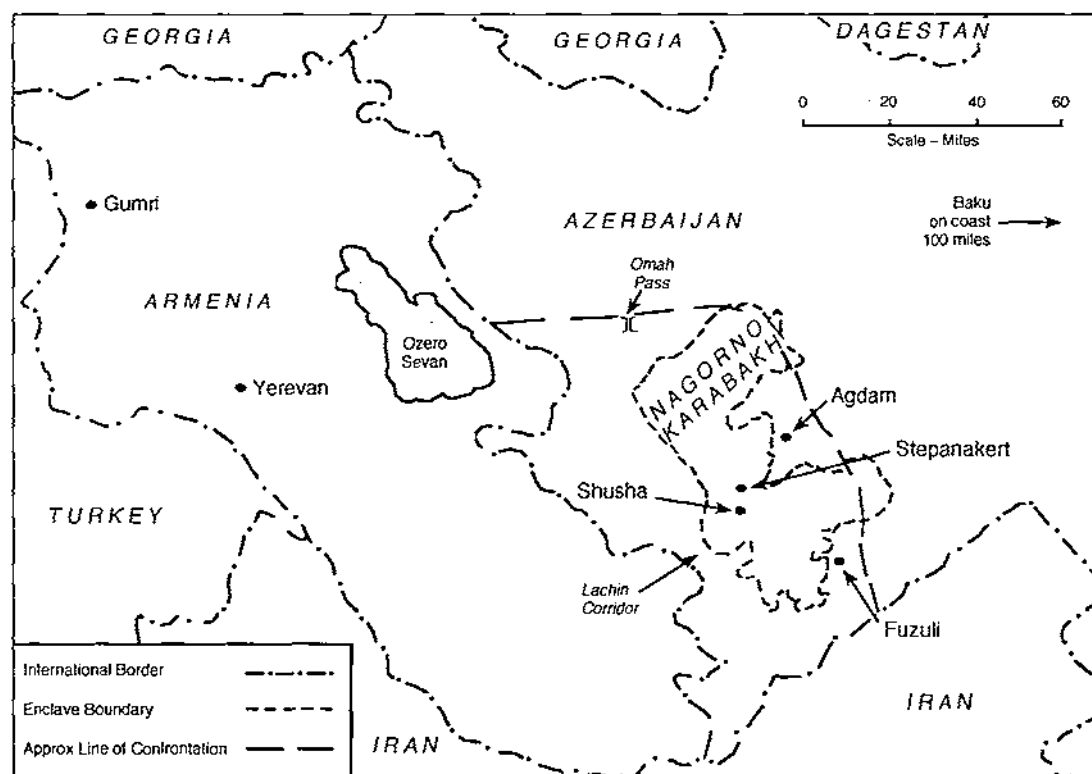 GEORGIA
GEORGIA
DAGESTAN
0 20 40 60
Scale – Miles
Gumri
Baku
on coast
100 miles
AZERBAIJAN
Omah
Pass
ARMENIA
Ozero
Sevan
NAGORNO
KARABAKH
Yerevan
Agdam
Stepanakert
Shusha
TURKEY
Lachin
Corridor
Fuzuli
International Border
Enclave Boundary
Approx Line of Confrontation
IRAN
IRAN